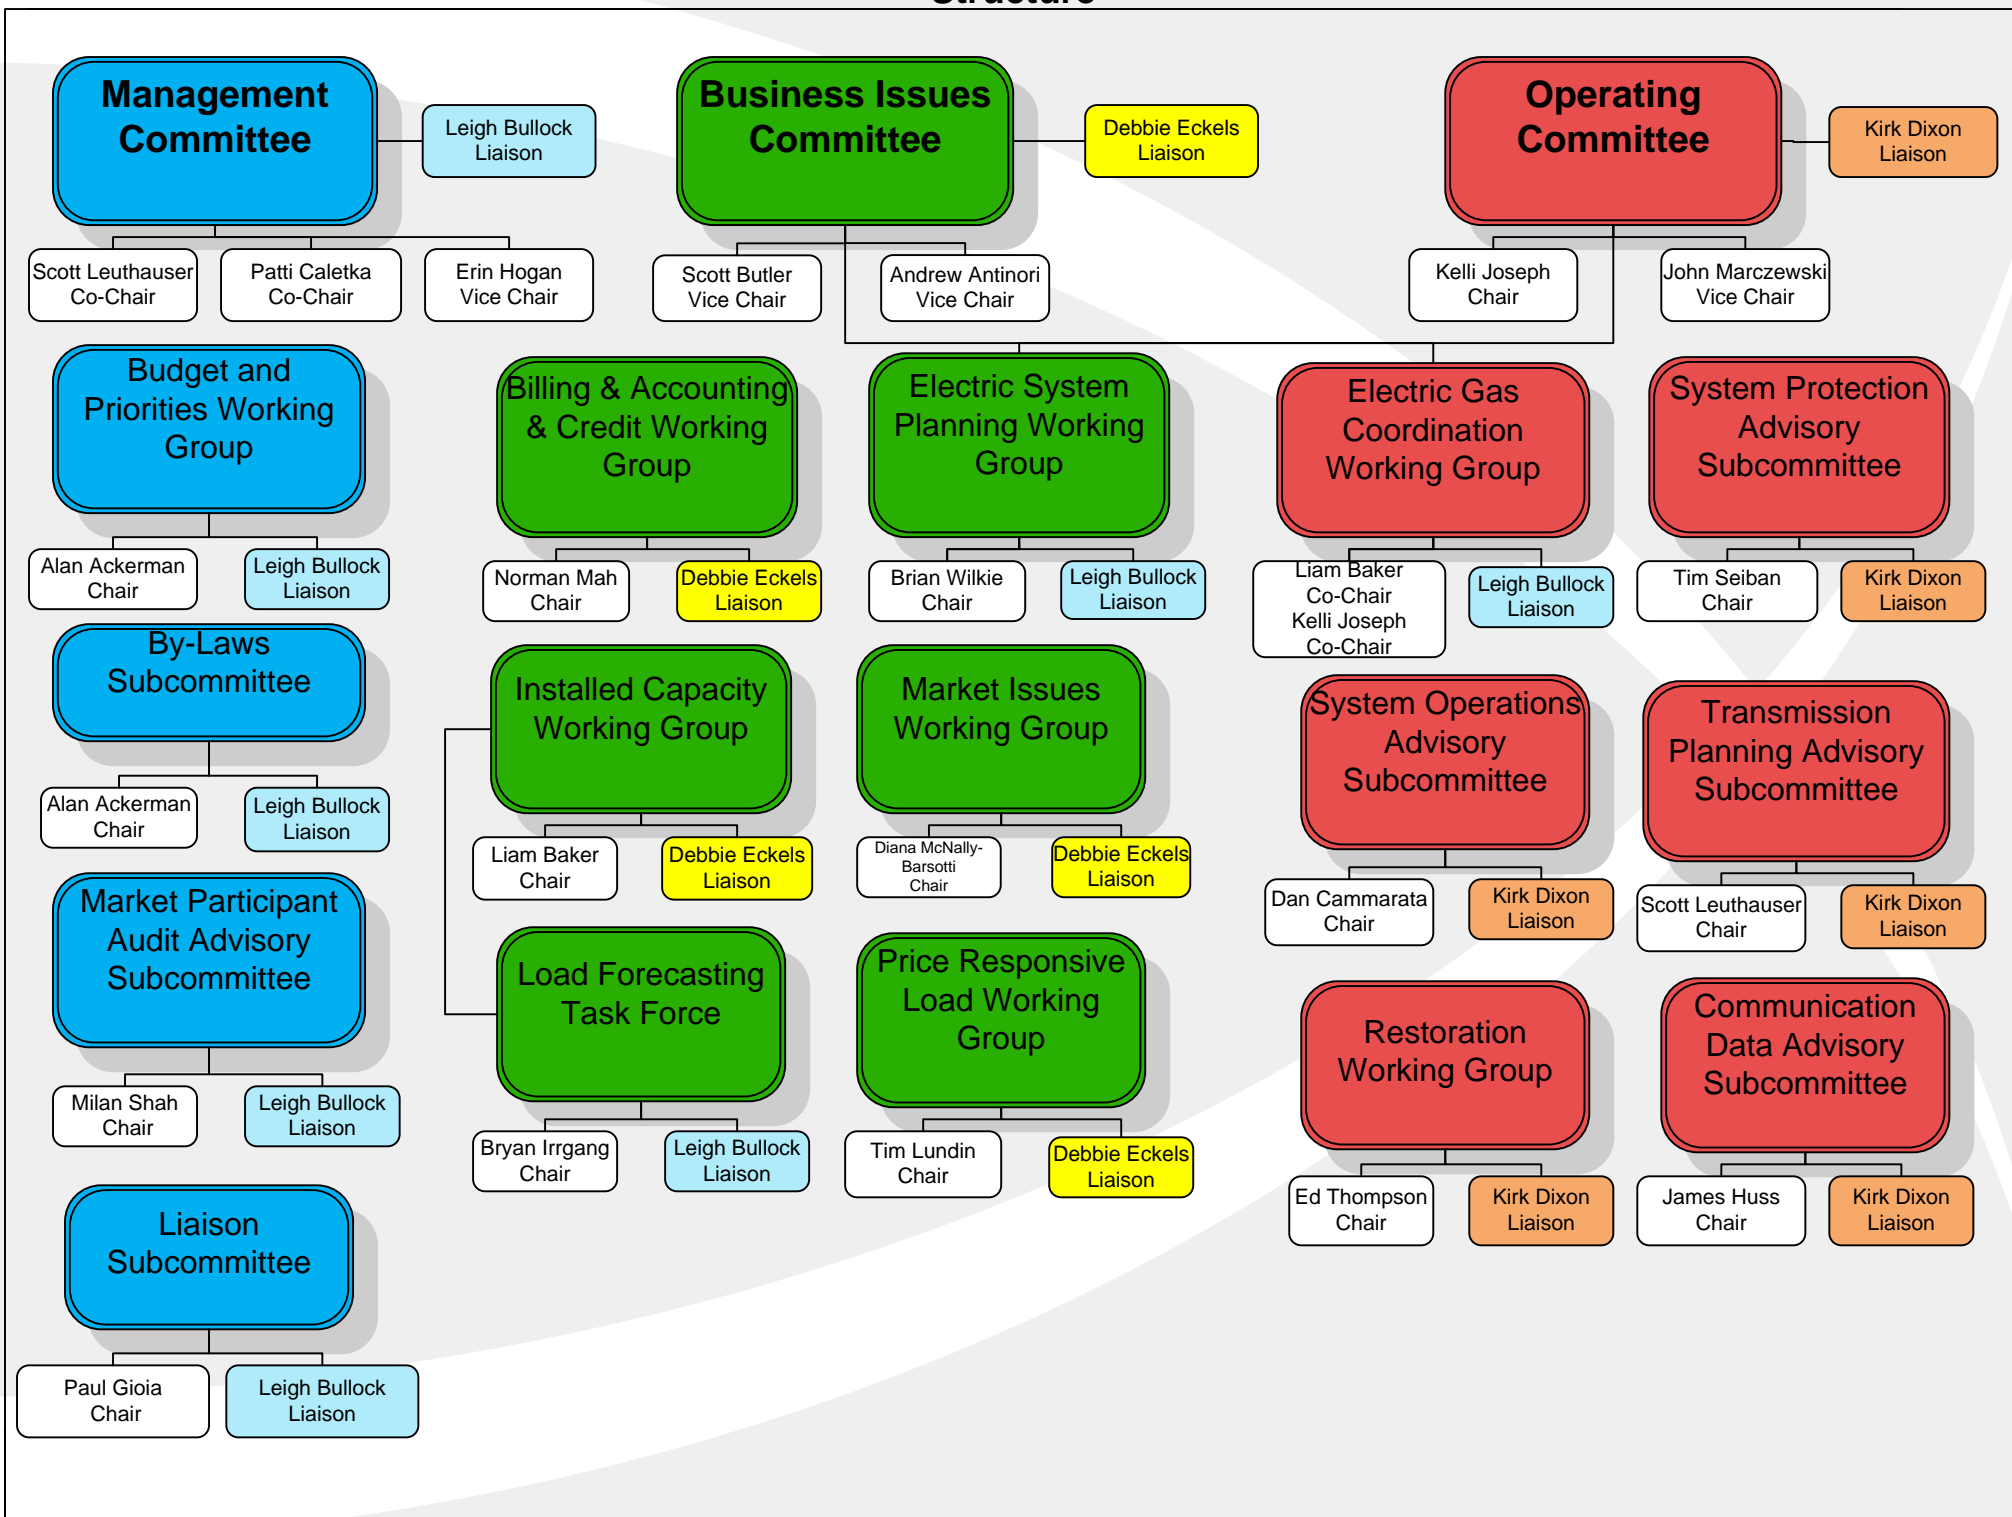 Structure
Management
Committee
Leigh Bullock
Liaison
Business Issues
Committee
Debbie Eckels
Liaison
Operating
Committee
Kirk Dixon
Liaison
Scott Leuthauser
Co-Chair
Patti Caletka
Co-Chair
Erin Hogan
Vice Chair
Scott Butler
Vice Chair
Andrew Antinori
Vice Chair
Kelli Joseph
Chair
John Marczewski
Vice Chair
Budget and
Priorities Working
Group
Billing & Accounting
& Credit Working
Group
Electric System
Planning Working
Group
Electric Gas
Coordination
Working Group
System Protection
Advisory
Subcommittee
Alan Ackerman
Chair
Leigh Bullock
Liaison
Norman Mah
Chair
Debbie Eckels
Liaison
Brian Wilkie
Chair
Leigh Bullock
Liaison
Liam Baker
Co-Chair
Kelli Joseph
Co-Chair
Leigh Bullock
Liaison
Tim Seiban
Chair
Kirk Dixon
Liaison
By-Laws
Subcommittee
Installed Capacity
Working Group
Market Issues
Working Group
System Operations
Advisory
Subcommittee
Transmission
Planning Advisory
Subcommittee
Alan Ackerman
Chair
Leigh Bullock
Liaison
Liam Baker
Chair
Debbie Eckels
Liaison
Diana McNally-
Barsotti
Chair
Debbie Eckels
Liaison
Dan Cammarata
Chair
Kirk Dixon
Liaison
Scott Leuthauser
Chair
Kirk Dixon
Liaison
Market Participant
Audit Advisory
Subcommittee
Load Forecasting
Task Force
Price Responsive
Load Working
Group
Restoration
Working Group
Communication
Data Advisory
Subcommittee
Milan Shah
Chair
Leigh Bullock
Liaison
Bryan Irrgang
Chair
Leigh Bullock
Liaison
Tim Lundin
Chair
Debbie Eckels
Liaison
Ed Thompson
Chair
Kirk Dixon
Liaison
James Huss
Chair
Kirk Dixon
Liaison
Liaison
Subcommittee
Paul Gioia
Chair
Leigh Bullock
Liaison